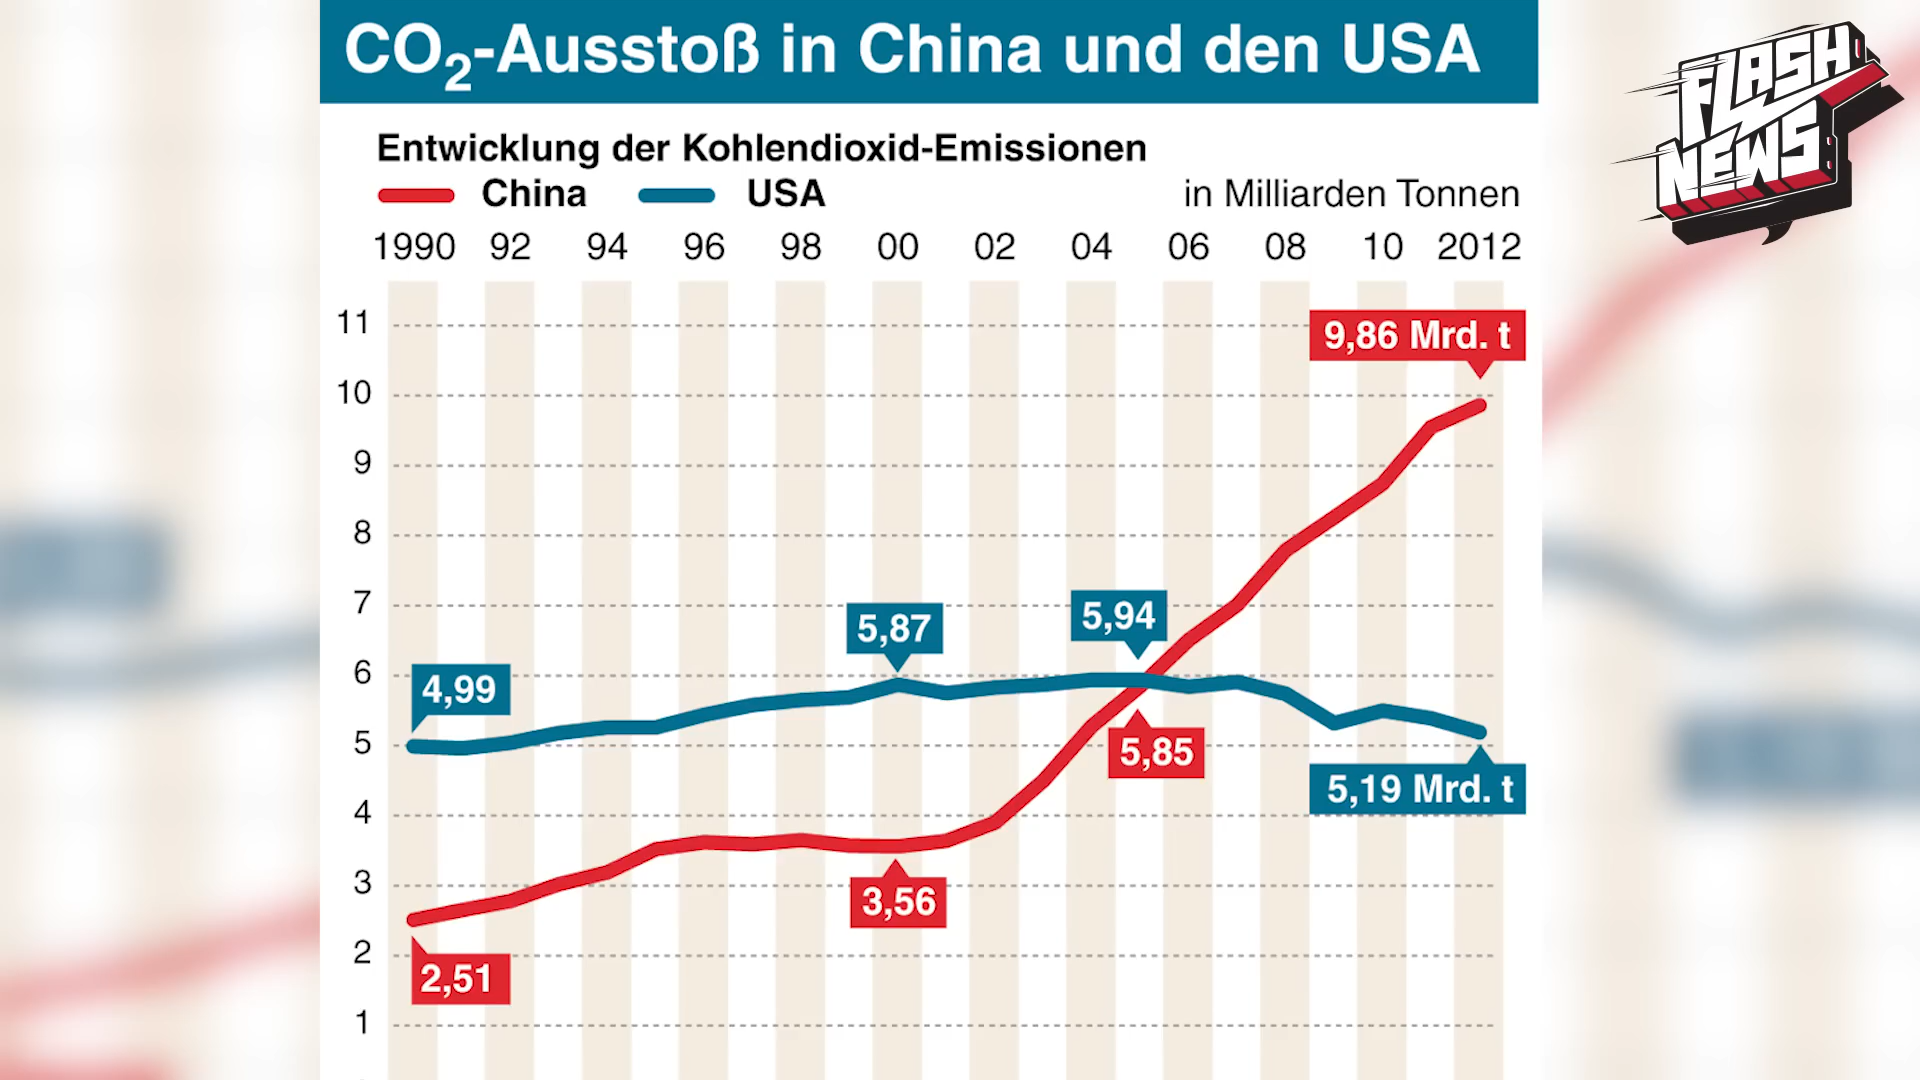 CO₂-Ausstoß in China und den USA
FLASH
NEWS
Entwicklung der Kohlendioxid-Emissionen
China USA in Milliarden Tonnen
1990 92 94 96 98 00 02 04 06 08 10 2012
11
9,86 Mrd. t
10
9
8
7
5,87
5,94
6
4,99
5
5,85
5,19 Mrd. t
4
3
3,56
2
2,51
1